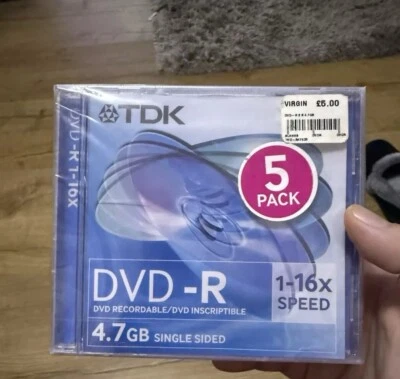 DVD-R 1-16x
TDK
VIRGIN £5.00
5
PACK
DVD -R
DVD RECORDABLE/DVD INSCRIPTIBLE
4.7GB SINGLE SIDED
1-16x
SPEED